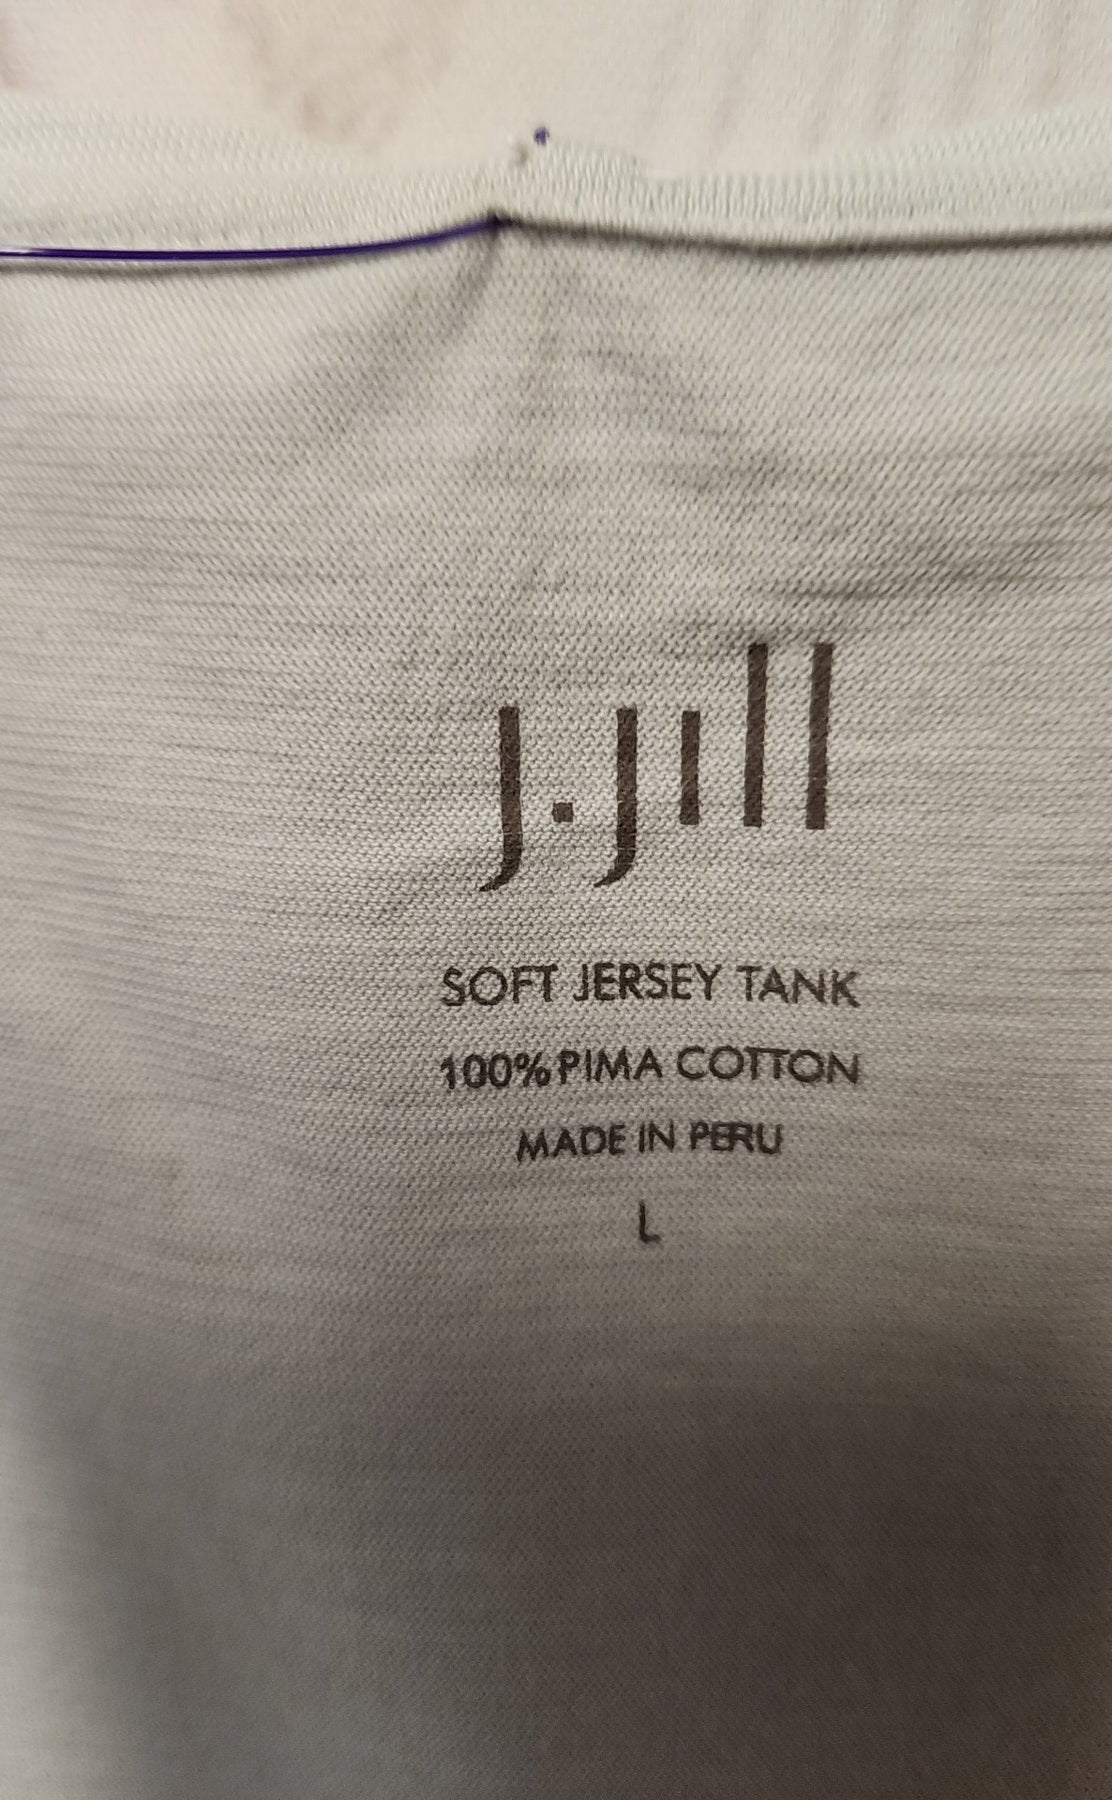 J.Jill
SOFT JERSEY TANK
100% PIMA COTTON
MADE IN PERU
L